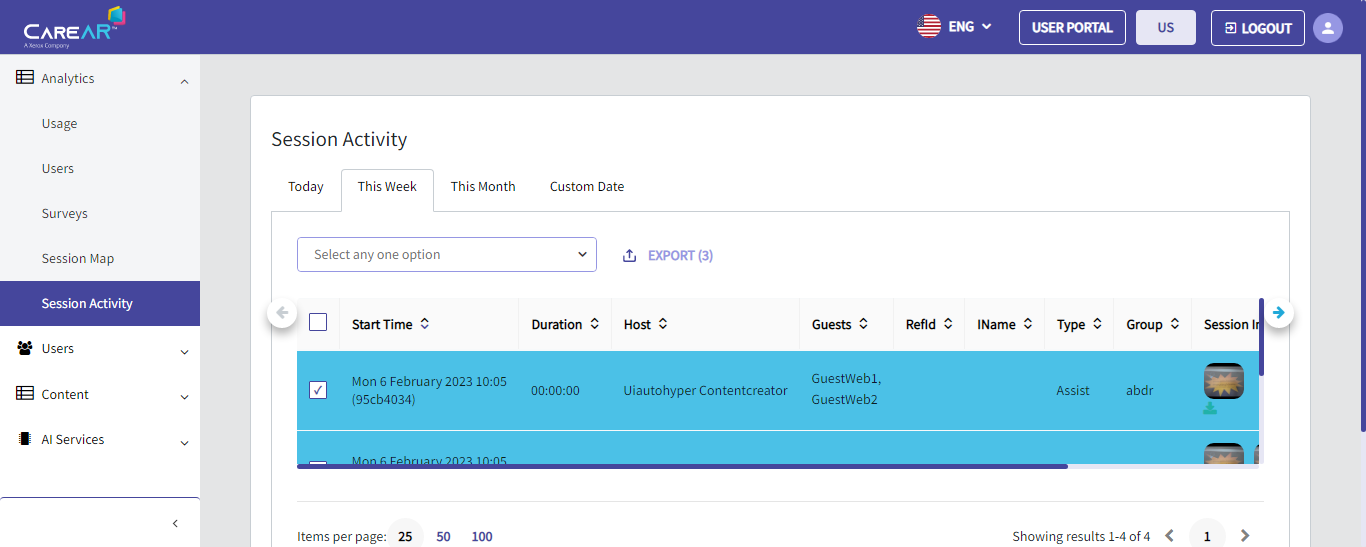 CAREAR™
A Xerox Company
ENG
USER PORTAL
US
LOGOUT
Analytics
Usage
Users
Surveys
Session Map
Session Activity
Users
Content
AI Services
Session Activity
Today
This Week
This Month
Custom Date
Select any one option
EXPORT (3)
Start Time
Duration
Host
Guests
RefId
IName
Type
Group
Session In
Mon 6 February 2023 10:05
(95cb4034)
00:00:00
Uiautohyper Contentcreator
GuestWeb1,
GuestWeb2
Assist
abdr
Mon 6 February 2023 10:05
Items per page:
25
50
100
Showing results 1-4 of 4
1